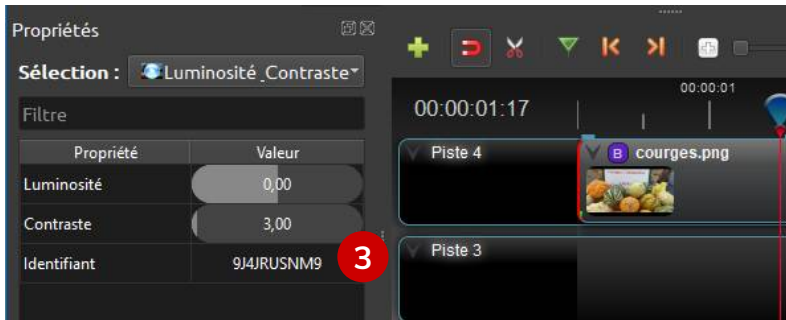 Propriétés
Sélection : Luminosité_Contraste
Filtre
Propriété Valeur
Luminosité 0,00
Contraste 3,00
Identifiant 9J4JRUSNM9
3
00:00:01
00:00:01:17
Piste 4
B courges.png
Piste 3